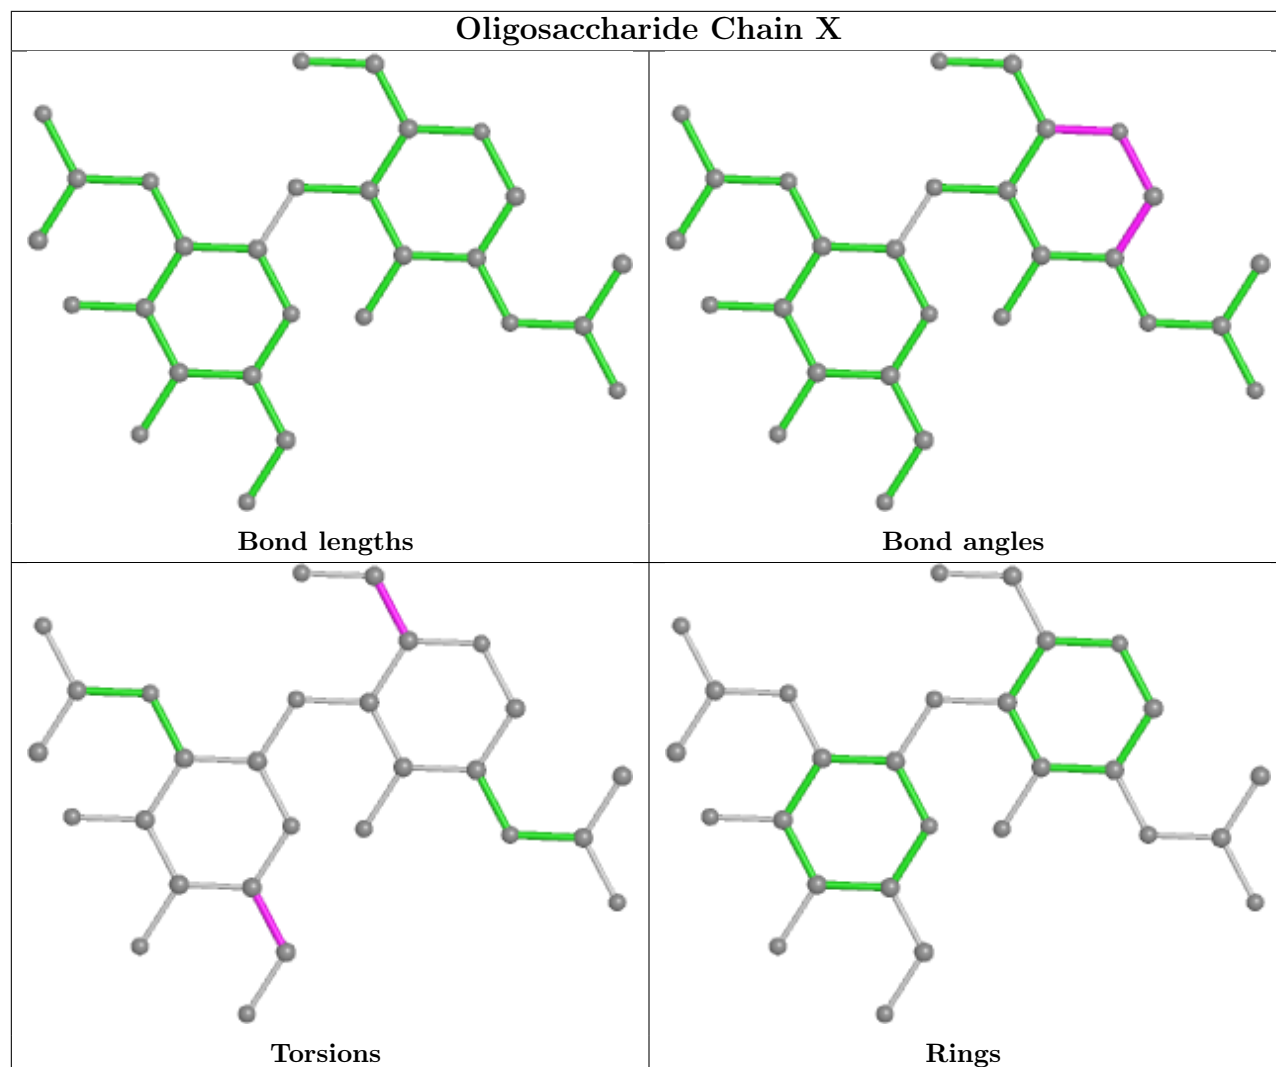 Oligosaccharide Chain X
Bond lengths
Bond angles
Torsions
Rings